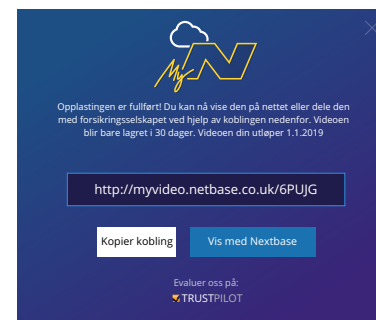 My N
Opplastingen er fullført! Du kan nå vise den på nettet eller dele den
med forsikringsselskapet ved hjelp av koblingen nedenfor. Videoen
blir bare lagret i 30 dager. Videoen din utløper 1.1.2019
http://myvideo.netbase.co.uk/6PUJG
Kopier kobling
Vis med Nextbase
Evaluer oss på:
TRUSTPILOT